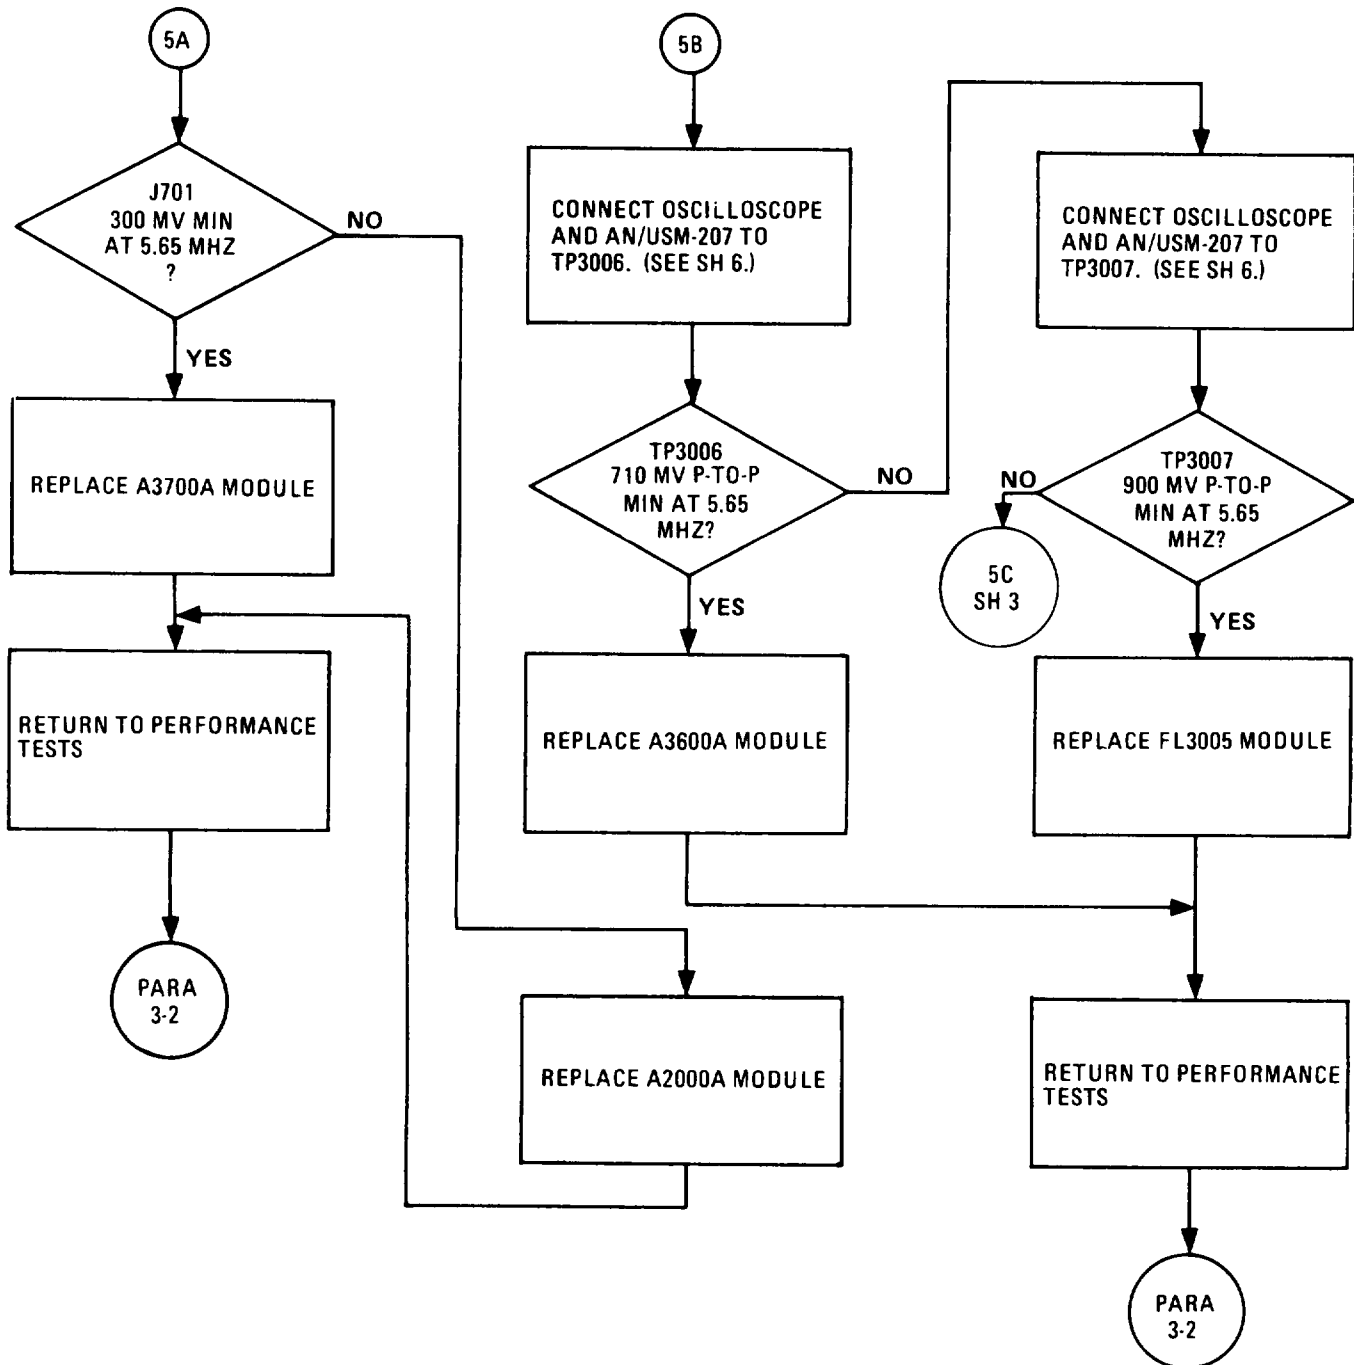 5A
J701
300 MV MIN
AT 5.65 MHZ
?
NO
YES
REPLACE A3700A MODULE
RETURN TO PERFORMANCE
TESTS
PARA
3-2
5B
CONNECT OSCILLOSCOPE
AND AN/USM-207 TO
TP3006. (SEE SH 6.)
TP3006
710 MV P-TO-P
MIN AT 5.65
MHZ?
NO
YES
REPLACE A3600A MODULE
REPLACE A2000A MODULE
CONNECT OSCILLOSCOPE
AND AN/USM-207 TO
TP3007. (SEE SH 6.)
TP3007
900 MV P-TO-P
MIN AT 5.65
MHZ?
NO
5C
SH 3
YES
REPLACE FL3005 MODULE
RETURN TO PERFORMANCE
TESTS
PARA
3-2